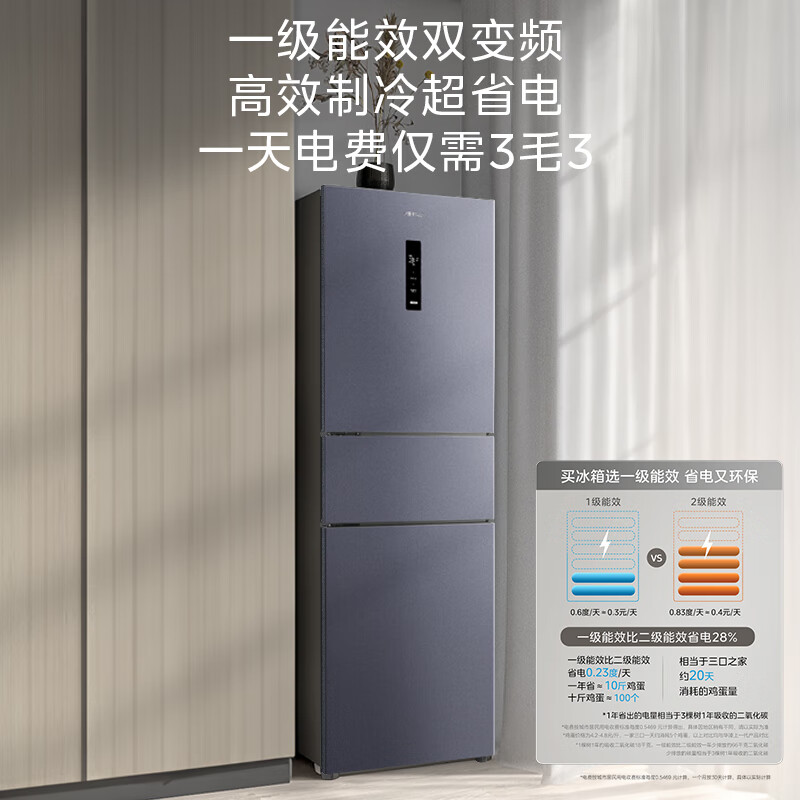 一级能效双变频
高效制冷超省电
一天电费仅需3毛3
买冰箱选一级能效 省电又环保
1级能效
2级能效
VS
0.6度/天≈0.3元/天
0.83度/天≈0.4元/天
一级能效比二级能效省电28%
一级能效比二级能效
省电0.23度/天
一年省≈10斤鸡蛋
十斤鸡蛋≈100个
相当于三口之家
约20天
消耗的鸡蛋量
*1年省出的电量相当于3棵树1年吸收的二氧化碳